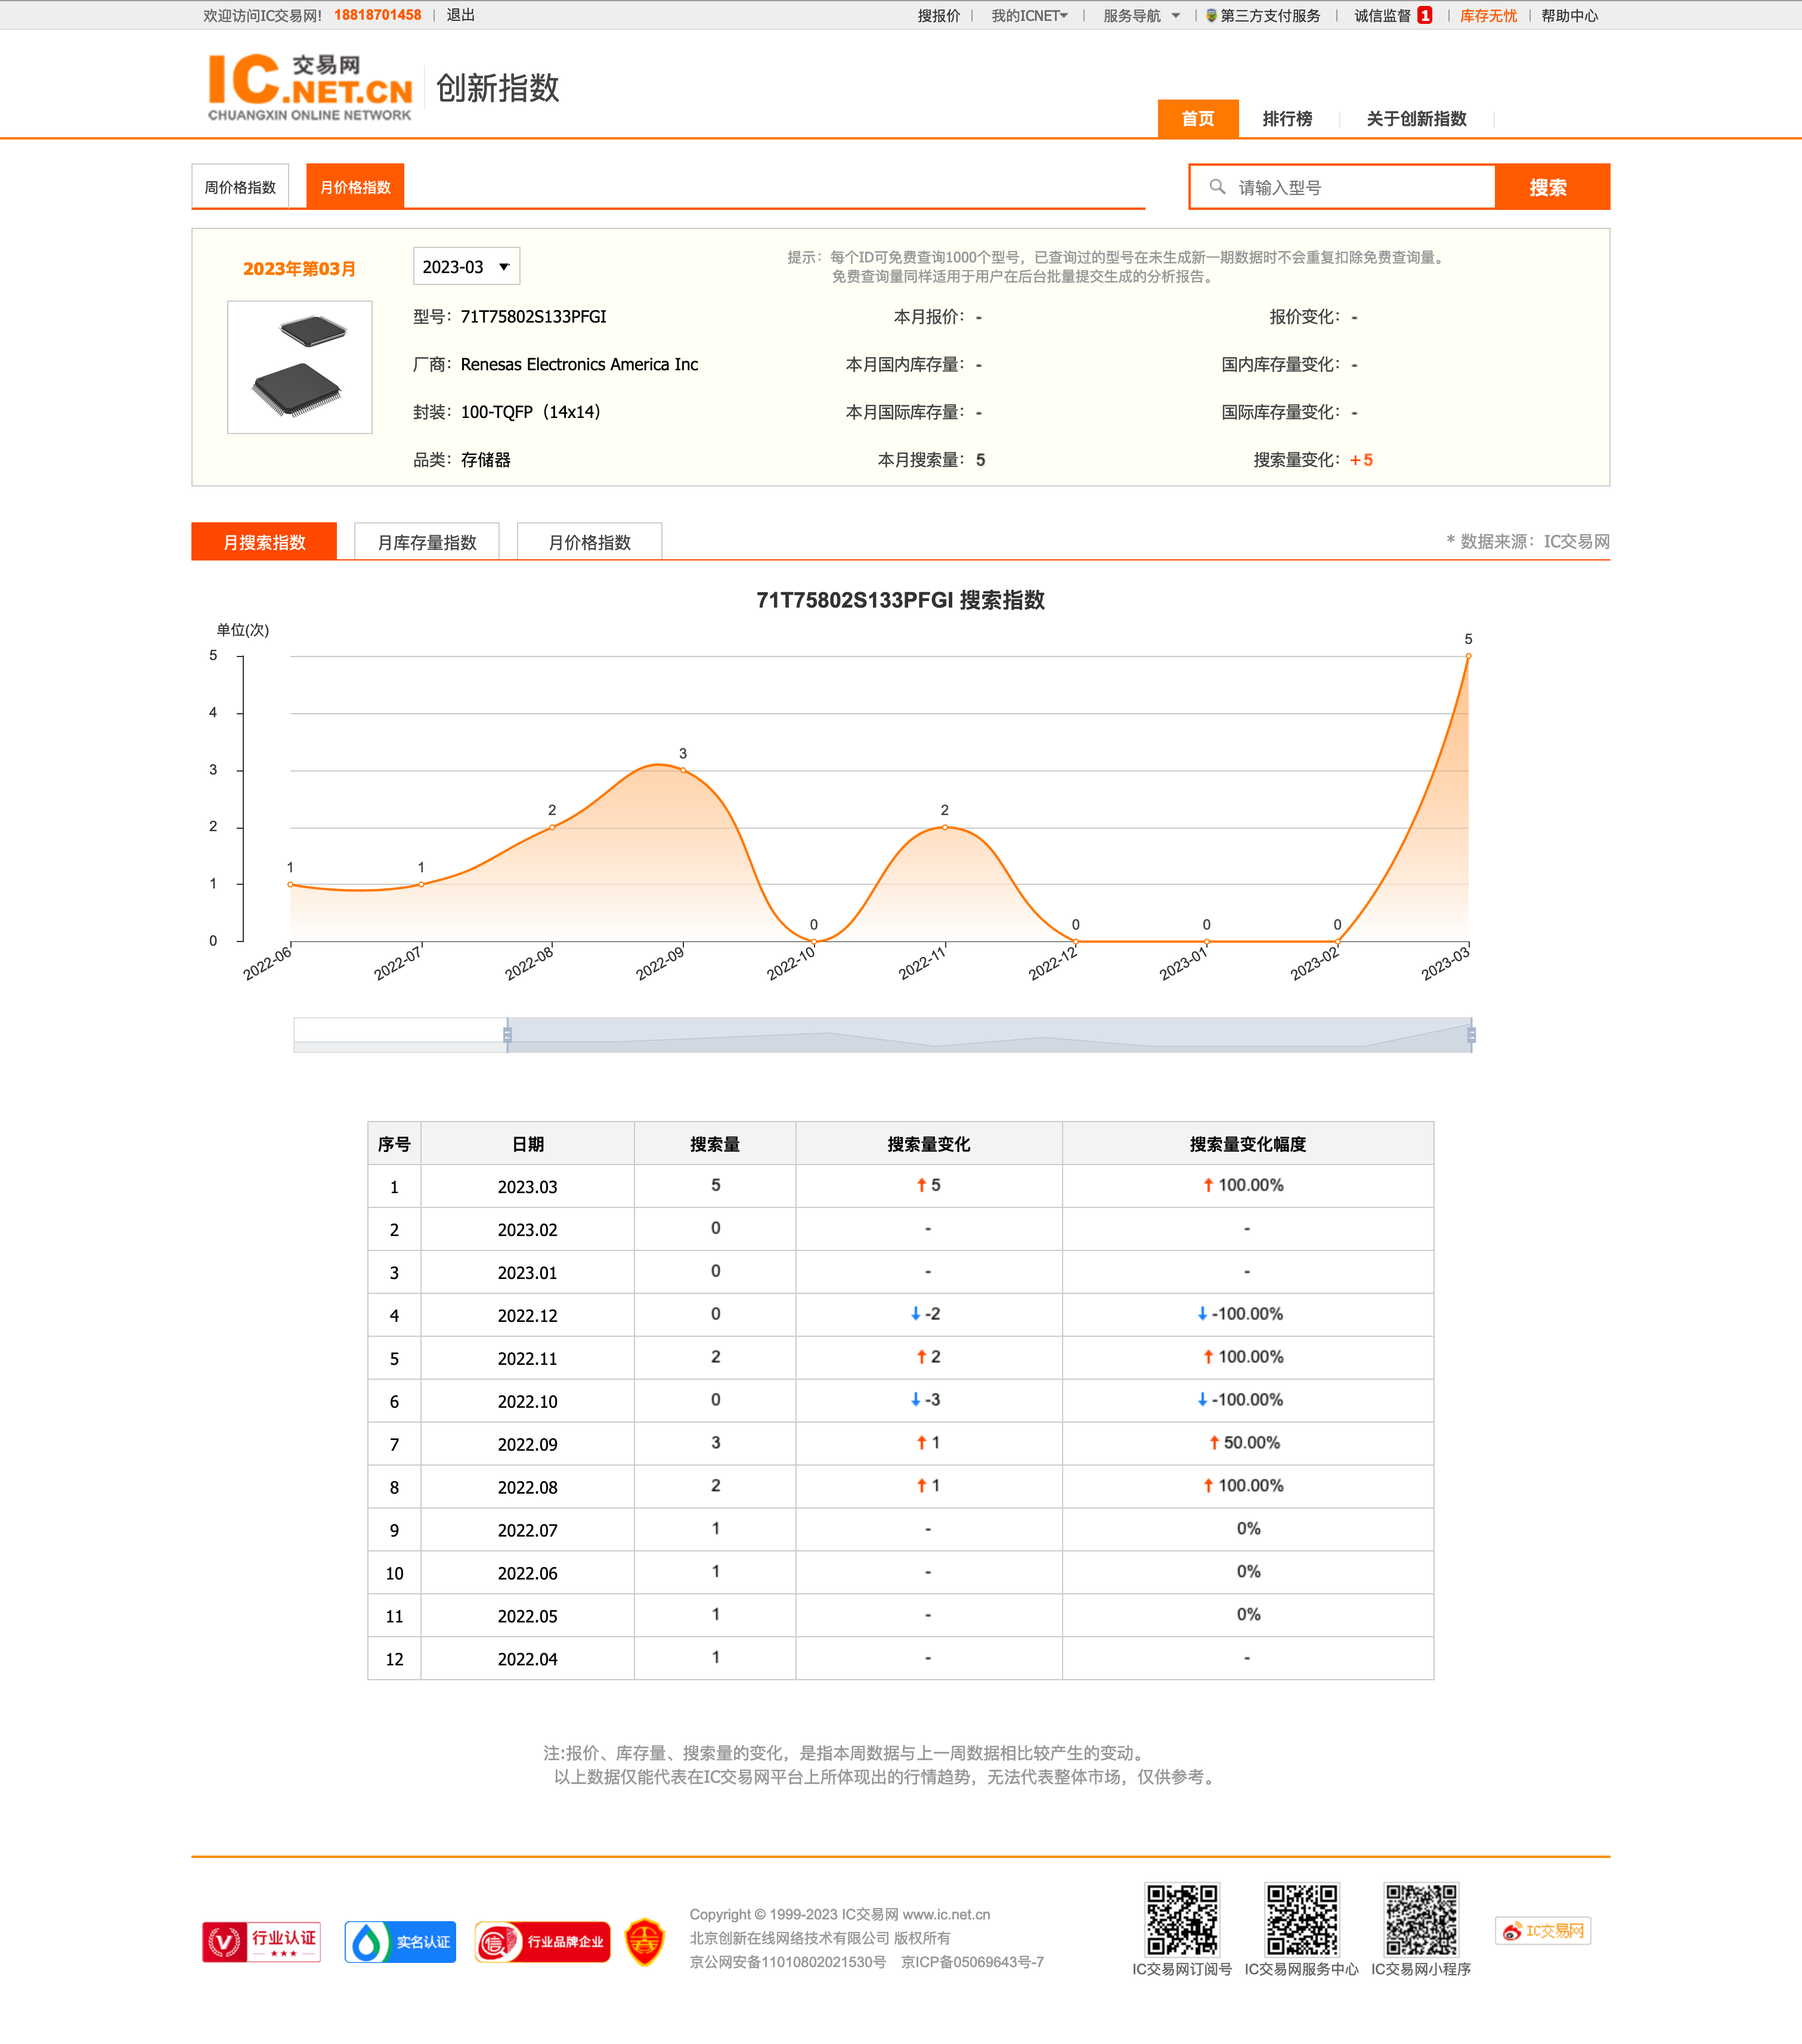 欢迎访问IC交易网! 18818701458 | 退出 搜报价 | 我的ICNET | 服务导航 | 第三方支付服务 | 诚信监督 1 | 库存无忧 | 帮助中心
IC交易网.NET.CN
CHUANGXIN ONLINE NETWORK
创新指数
首页 排行榜 关于创新指数
周价格指数 月价格指数 请输入型号 搜索
2023年第03月 2023-03
提示：每个ID可免费查询1000个型号，已查询过的型号在未生成新一期数据时不会重复扣除免费查询量。
免费查询量同样适用于用户在后台批量提交生成的分析报告。
型号：71T75802S133PFGI 本月报价：- 报价变化：-
厂商：Renesas Electronics America Inc 本月国内库存量：- 国内库存量变化：-
封装：100-TQFP（14x14） 本月国际库存量：- 国际库存量变化：-
品类：存储器 本月搜索量：5 搜索量变化：+5
月搜索指数 月库存量指数 月价格指数 * 数据来源：IC交易网
71T75802S133PFGI 搜索指数
单位(次)
5
4
3
2
1
0
1 1 2 3 0 2 0 0 0 5
2022-06 2022-07 2022-08 2022-09 2022-10 2022-11 2022-12 2023-01 2023-02 2023-03
序号 日期 搜索量 搜索量变化 搜索量变化幅度
1 2023.03 5 ↑ 5 ↑ 100.00%
2 2023.02 0 - -
3 2023.01 0 - -
4 2022.12 0 ↓ -2 ↓ -100.00%
5 2022.11 2 ↑ 2 ↑ 100.00%
6 2022.10 0 ↓ -3 ↓ -100.00%
7 2022.09 3 ↑ 1 ↑ 50.00%
8 2022.08 2 ↑ 1 ↑ 100.00%
9 2022.07 1 - 0%
10 2022.06 1 - 0%
11 2022.05 1 - 0%
12 2022.04 1 - -
注:报价、库存量、搜索量的变化，是指本周数据与上一周数据相比较产生的变动。
以上数据仅能代表在IC交易网平台上所体现出的行情趋势，无法代表整体市场，仅供参考。
行业认证
实名认证
信 行业品牌企业
Copyright © 1999-2023 IC交易网 www.ic.net.cn
北京创新在线网络技术有限公司 版权所有
京公网安备11010802021530号 京ICP备05069643号-7
IC交易网订阅号 IC交易网服务中心 IC交易网小程序
IC交易网